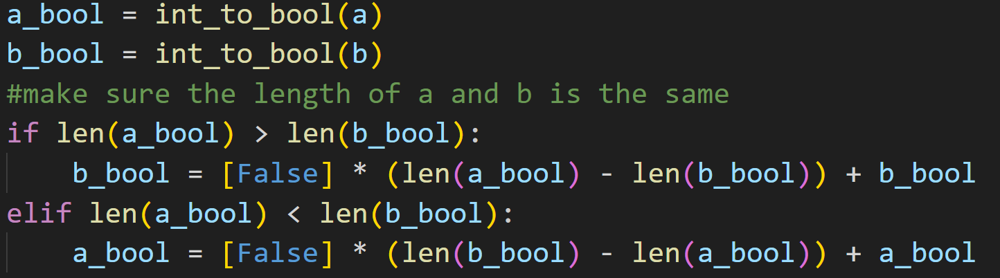 a_bool = int_to_bool(a)
b_bool = int_to_bool(b)
#make sure the length of a and b is the same
if len(a_bool) > len(b_bool):
    b_bool = [False] * (len(a_bool) - len(b_bool)) + b_bool
elif len(a_bool) < len(b_bool):
    a_bool = [False] * (len(b_bool) - len(a_bool)) + a_bool